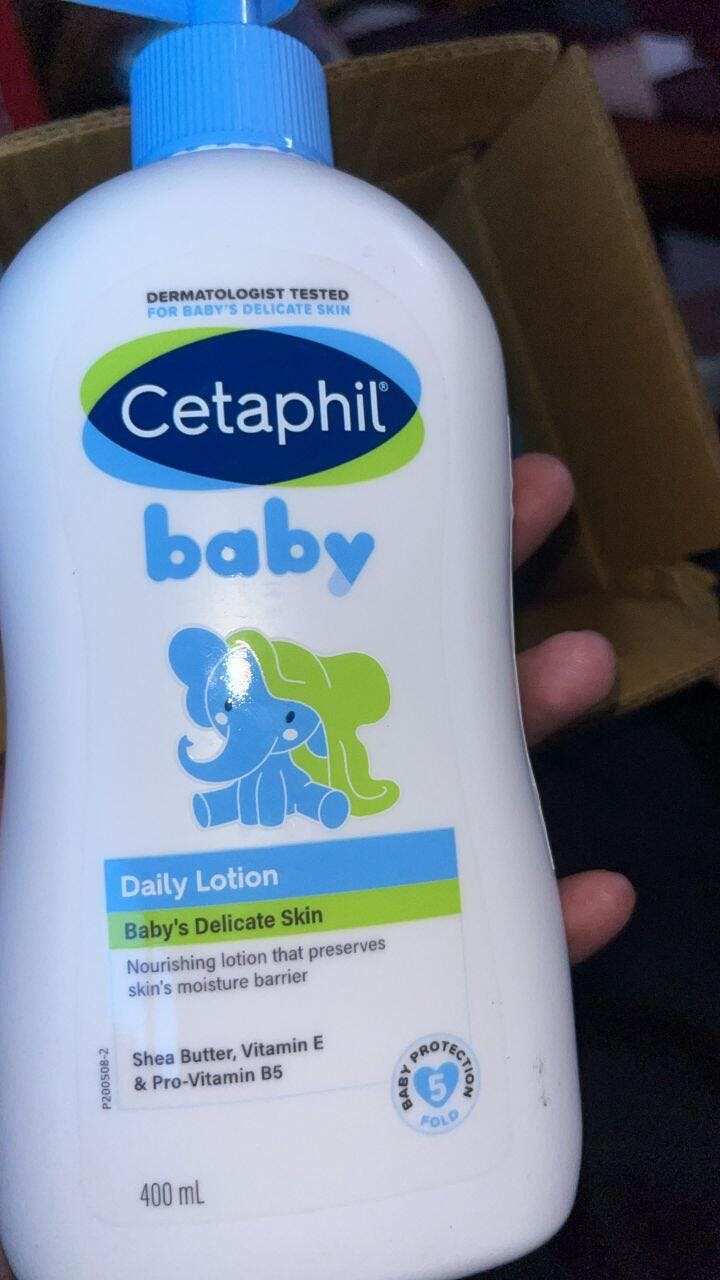 DERMATOLOGIST TESTED
FOR BABY'S DELICATE SKIN
Cetaphil®
baby
Daily Lotion
Baby's Delicate Skin
Nourishing lotion that preserves
skin's moisture barrier
Shea Butter, Vitamin E
& Pro-Vitamin B5
P200508-2
BABY PROTECTION
5
FOLD
400 mL